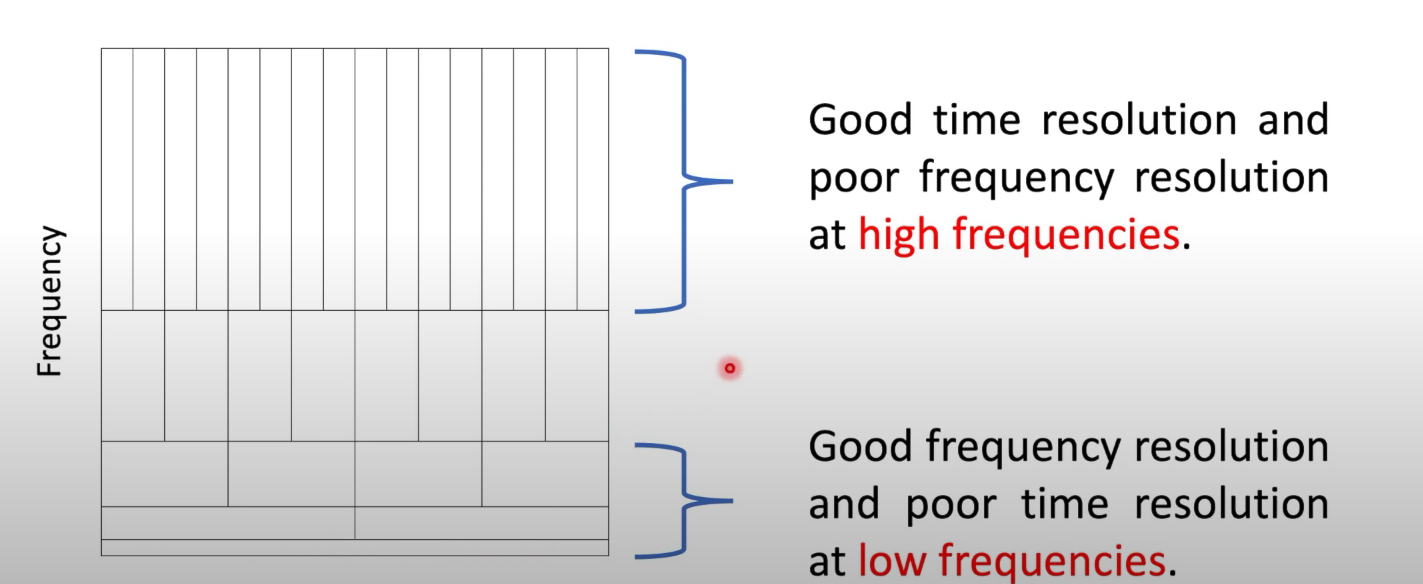 Frequency
Good time resolution and
poor frequency resolution
at high frequencies.
Good frequency resolution
and poor time resolution
at low frequencies.